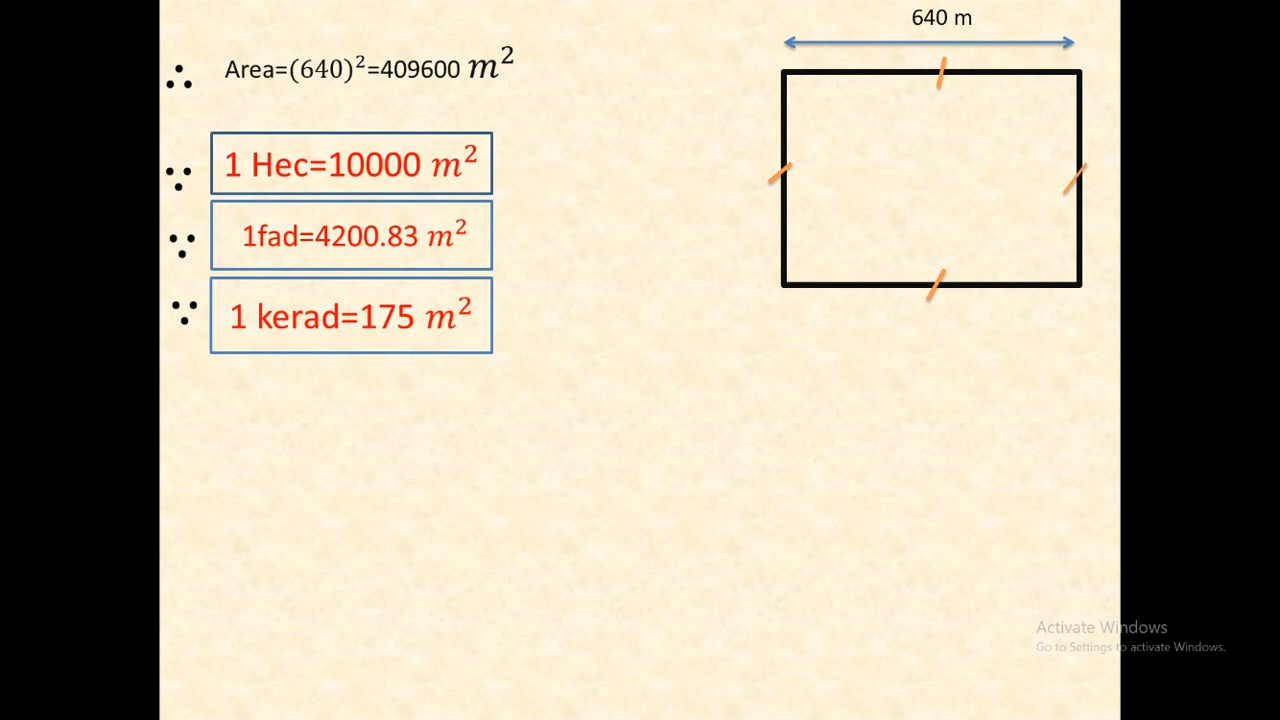 640 m
∴ Area=(640)²=409600 m²
∵ 1 Hec=10000 m²
∵ 1fad=4200.83 m²
∵ 1 kerad=175 m²
Activate Windows
Go to Settings to activate Windows.